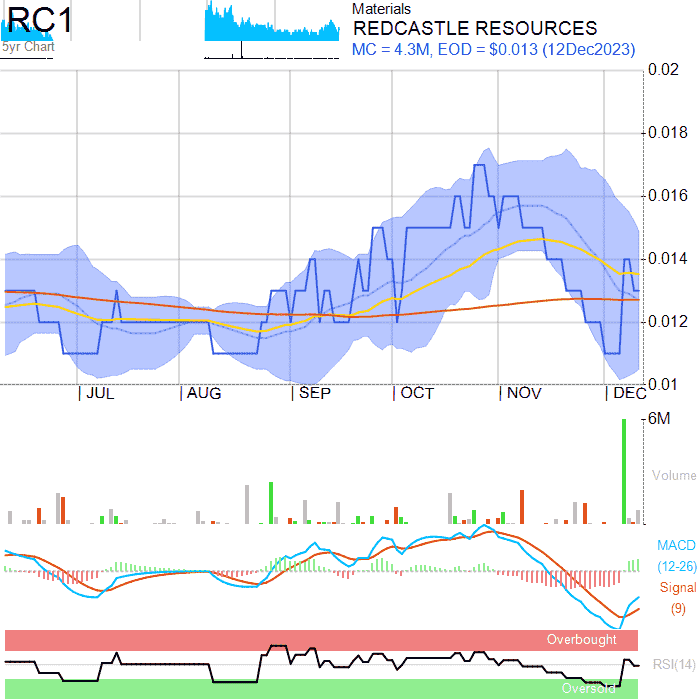 RC1
5yr Chart
Materials
REDCASTLE RESOURCES
MC = 4.3M, EOD = $0.013 (12Dec2023)
0.02
0.018
0.016
0.014
0.012
0.01
JUL AUG SEP OCT NOV DEC
6M
Volume
MACD
(12-26)
Signal
(9)
Overbought
RSI(14)
Oversold